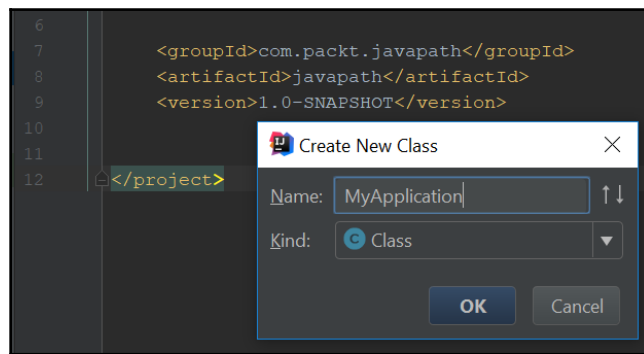 6
7 <groupId>com.packt.javapath</groupId>
8 <artifactId>javapath</artifactId>
9 <version>1.0-SNAPSHOT</version>
10
11
12 </project>
Create New Class
Name: MyApplication
Kind: C Class
OK Cancel